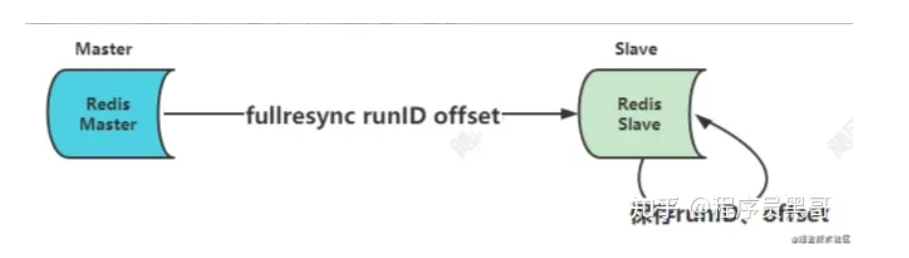 Master
Slave
Redis
Master
fullresync runID offset
Redis
Slave
保存runID、offset
知乎 @程序员黑哥
@掘金技术社区